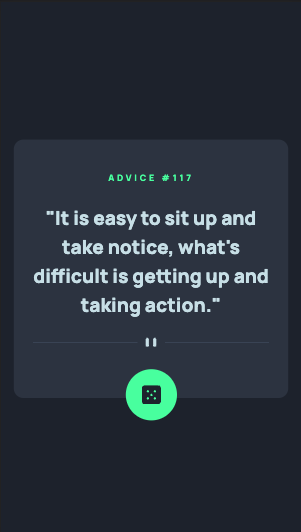 ADVICE #117
"It is easy to sit up and
take notice, what's
difficult is getting up and
taking action."